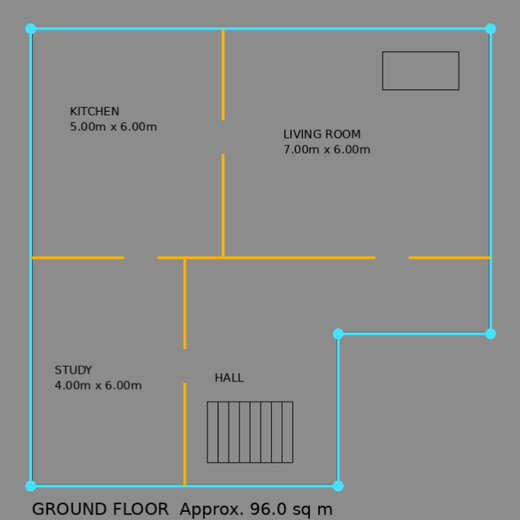 KITCHEN
5.00m x 6.00m
LIVING ROOM
7.00m x 6.00m
STUDY
4.00m x 6.00m
HALL
GROUND FLOOR  Approx. 96.0 sq m